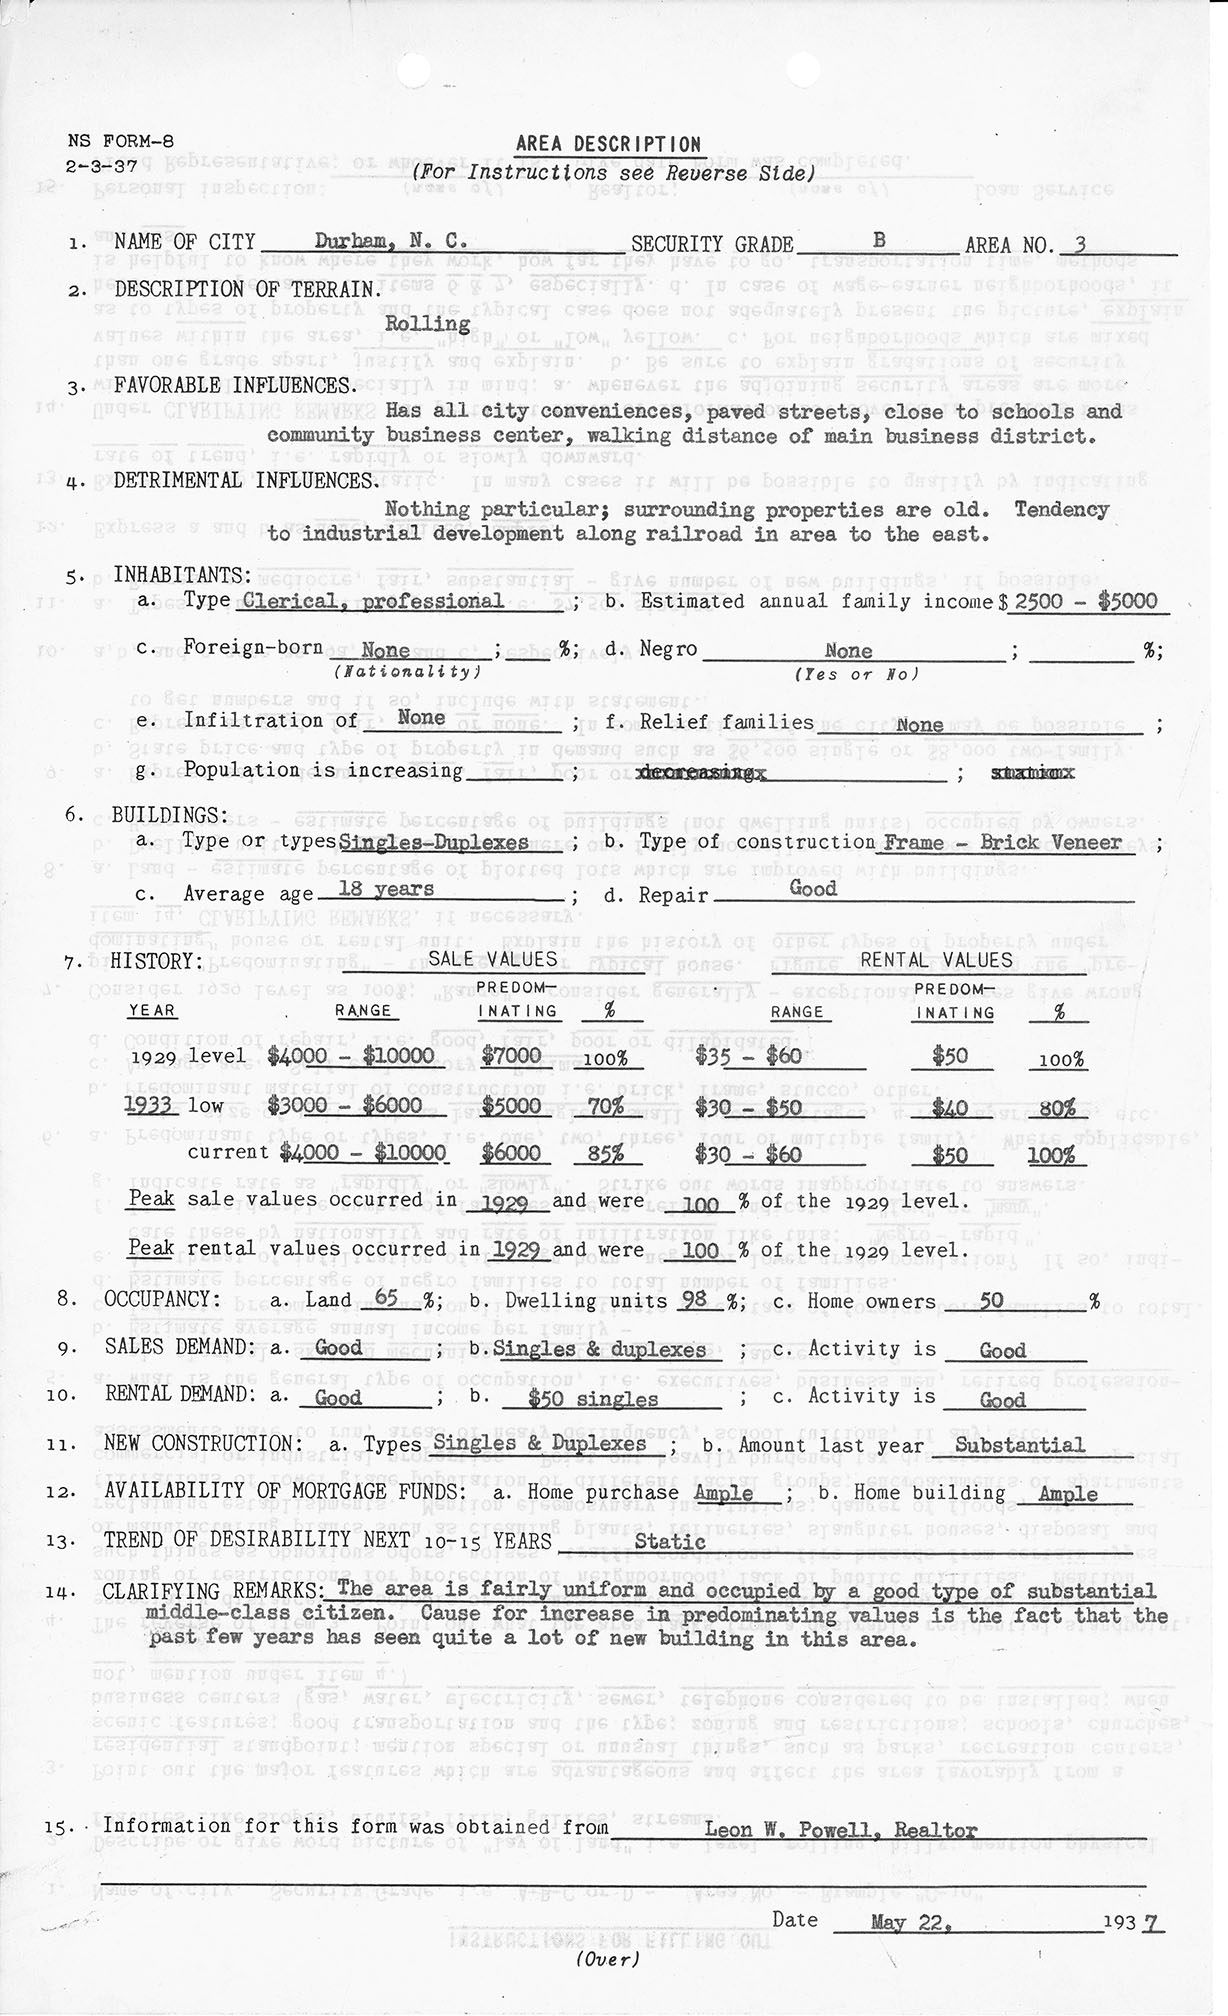 NS FORM-8
2-3-37
AREA DESCRIPTION
(For Instructions see Reverse Side)
1. NAME OF CITY Durham, N. C. SECURITY GRADE B AREA NO. 3
2. DESCRIPTION OF TERRAIN.
Rolling
3. FAVORABLE INFLUENCES.
Has all city conveniences, paved streets, close to schools and
community business center, walking distance of main business district.
4. DETRIMENTAL INFLUENCES.
Nothing particular; surrounding properties are old. Tendency
to industrial development along railroad in area to the east.
5. INHABITANTS:
a. Type Clerical, professional ; b. Estimated annual family income $ 2500 - $5000
c. Foreign-born None ; %; d. Negro None ; %;
(Nationality) (Yes or No)
e. Infiltration of None ; f. Relief families None ;
g. Population is increasing ; decreasing ; static
6. BUILDINGS:
a. Type or types Singles-Duplexes ; b. Type of construction Frame - Brick Veneer ;
c. Average age 18 years ; d. Repair Good
7. HISTORY: SALE VALUES RENTAL VALUES
PREDOM- PREDOM-
YEAR RANGE INATING % RANGE INATING %
1929 level $4000 - $10000 $7000 100% $35 - $60 $50 100%
1933 low $3000 - $6000 $5000 70% $30 - $50 $40 80%
current $4000 - $10000 $6000 85% $30 - $60 $50 100%
Peak sale values occurred in 1929 and were 100 % of the 1929 level.
Peak rental values occurred in 1929 and were 100 % of the 1929 level.
8. OCCUPANCY: a. Land 65 %; b. Dwelling units 98 %; c. Home owners 50 %
9. SALES DEMAND: a. Good ; b. Singles & duplexes ; c. Activity is Good
10. RENTAL DEMAND: a. Good ; b. $50 singles ; c. Activity is Good
11. NEW CONSTRUCTION: a. Types Singles & Duplexes ; b. Amount last year Substantial
12. AVAILABILITY OF MORTGAGE FUNDS: a. Home purchase Ample ; b. Home building Ample
13. TREND OF DESIRABILITY NEXT 10-15 YEARS Static
14. CLARIFYING REMARKS: The area is fairly uniform and occupied by a good type of substantial
middle-class citizen. Cause for increase in predominating values is the fact that the
past few years has seen quite a lot of new building in this area.
15. Information for this form was obtained from Leon W. Powell, Realtor
Date May 22, 1937
(Over)